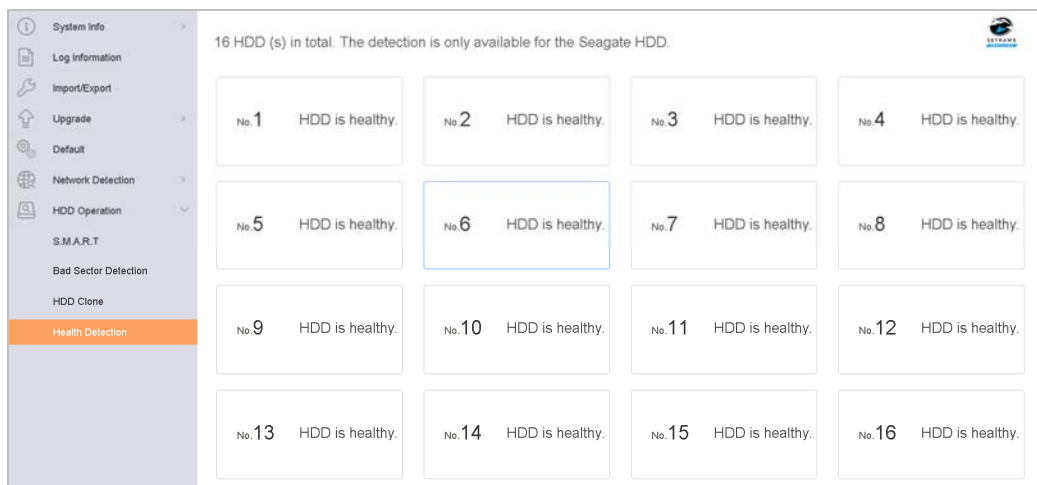 System Info
Log Information
Import/Export
Upgrade
Default
Network Detection
HDD Operation
S.M.A.R.T
Bad Sector Detection
HDD Clone
Health Detection
16 HDD (s) in total. The detection is only available for the Seagate HDD.
SKYHAWK
No.1 HDD is healthy.
No.2 HDD is healthy.
No.3 HDD is healthy.
No.4 HDD is healthy.
No.5 HDD is healthy.
No.6 HDD is healthy.
No.7 HDD is healthy.
No.8 HDD is healthy.
No.9 HDD is healthy.
No.10 HDD is healthy.
No.11 HDD is healthy.
No.12 HDD is healthy.
No.13 HDD is healthy.
No.14 HDD is healthy.
No.15 HDD is healthy.
No.16 HDD is healthy.